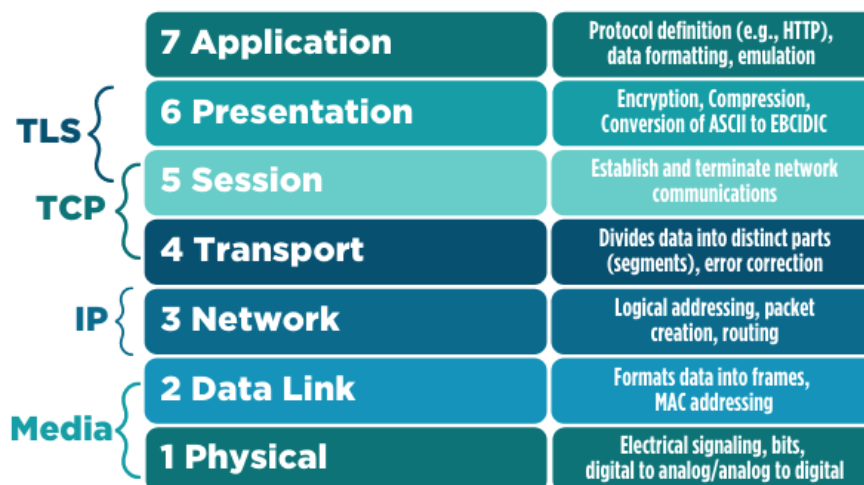 7 Application
Protocol definition (e.g., HTTP),
data formatting, emulation
TLS
6 Presentation
Encryption, Compression,
Conversion of ASCII to EBCIDIC
5 Session
Establish and terminate network
communications
TCP
4 Transport
Divides data into distinct parts
(segments), error correction
IP
3 Network
Logical addressing, packet
creation, routing
2 Data Link
Formats data into frames,
MAC addressing
Media
1 Physical
Electrical signaling, bits,
digital to analog/analog to digital